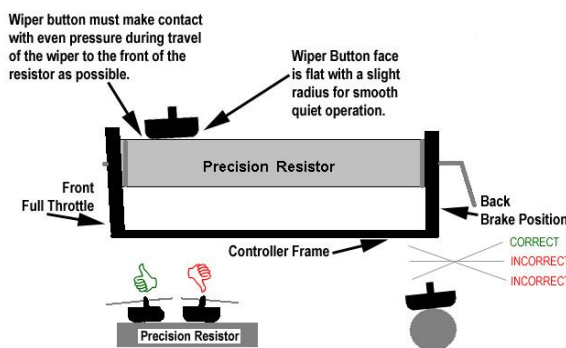 Wiper button must make contact
with even pressure during travel
of the wiper to the front of the
resistor as possible.
Wiper Button face
is flat with a slight
radius for smooth
quiet operation.
Precision Resistor
Front
Full Throttle
Back
Brake Position
Controller Frame
CORRECT
INCORRECT
INCORRECT
Precision Resistor